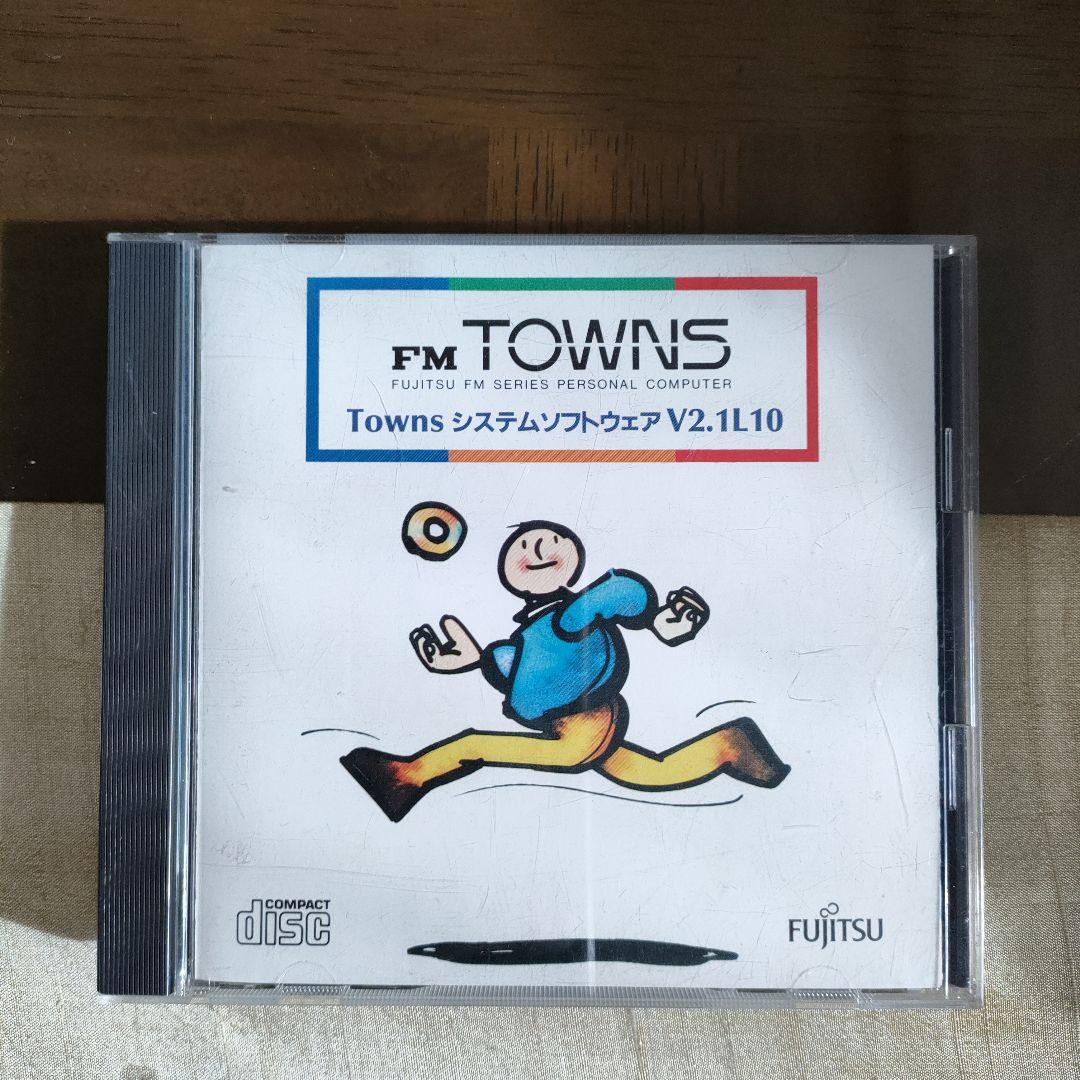 FM TOWNS
FUJITSU FM SERIES PERSONAL COMPUTER
Towns システムソフトウェア V2.1L10
COMPACT
disc
FUJITSU